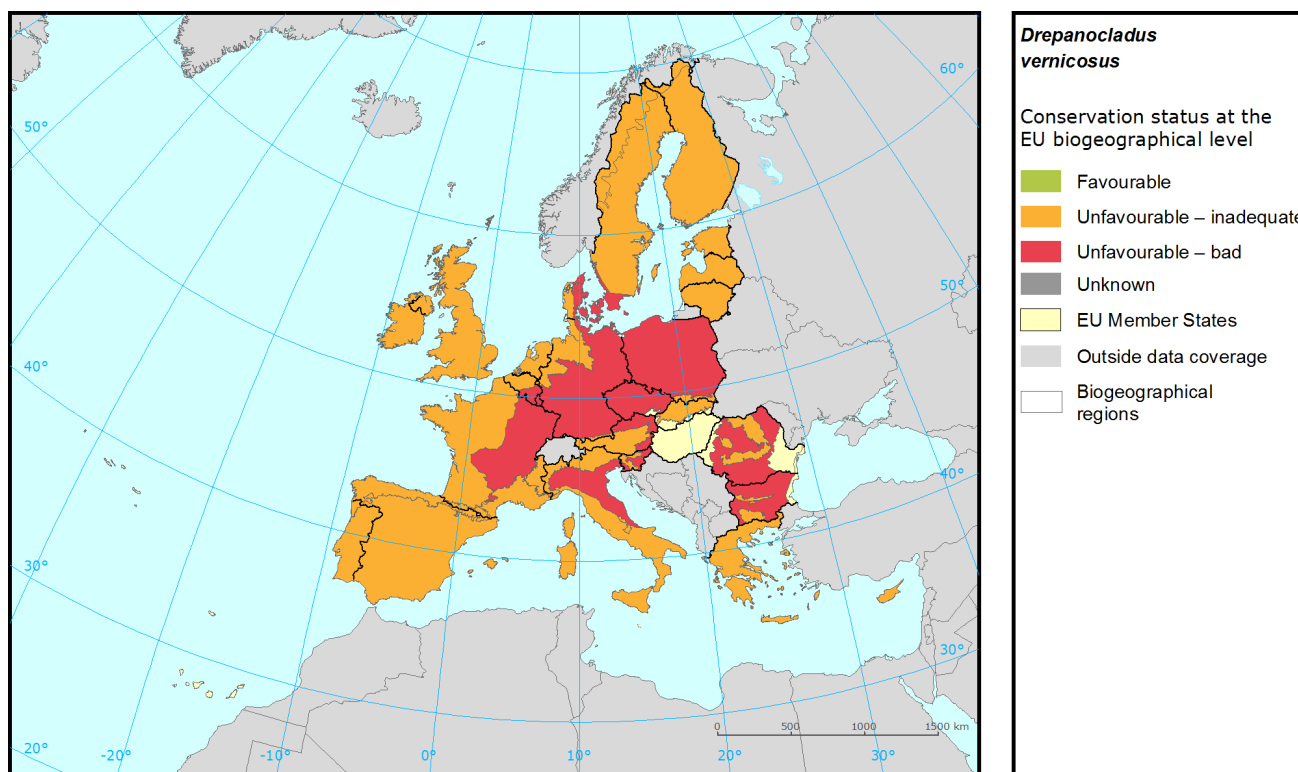 60°
50°
50°
40°
40°
30°
30°
0
500
1000
1500 km
20°
-20°
-10°
0°
10°
20°
30°
Drepanocladus
vernicosus
Conservation status at the
EU biogeographical level
Favourable
Unfavourable – inadequate
Unfavourable – bad
Unknown
EU Member States
Outside data coverage
Biogeographical
regions